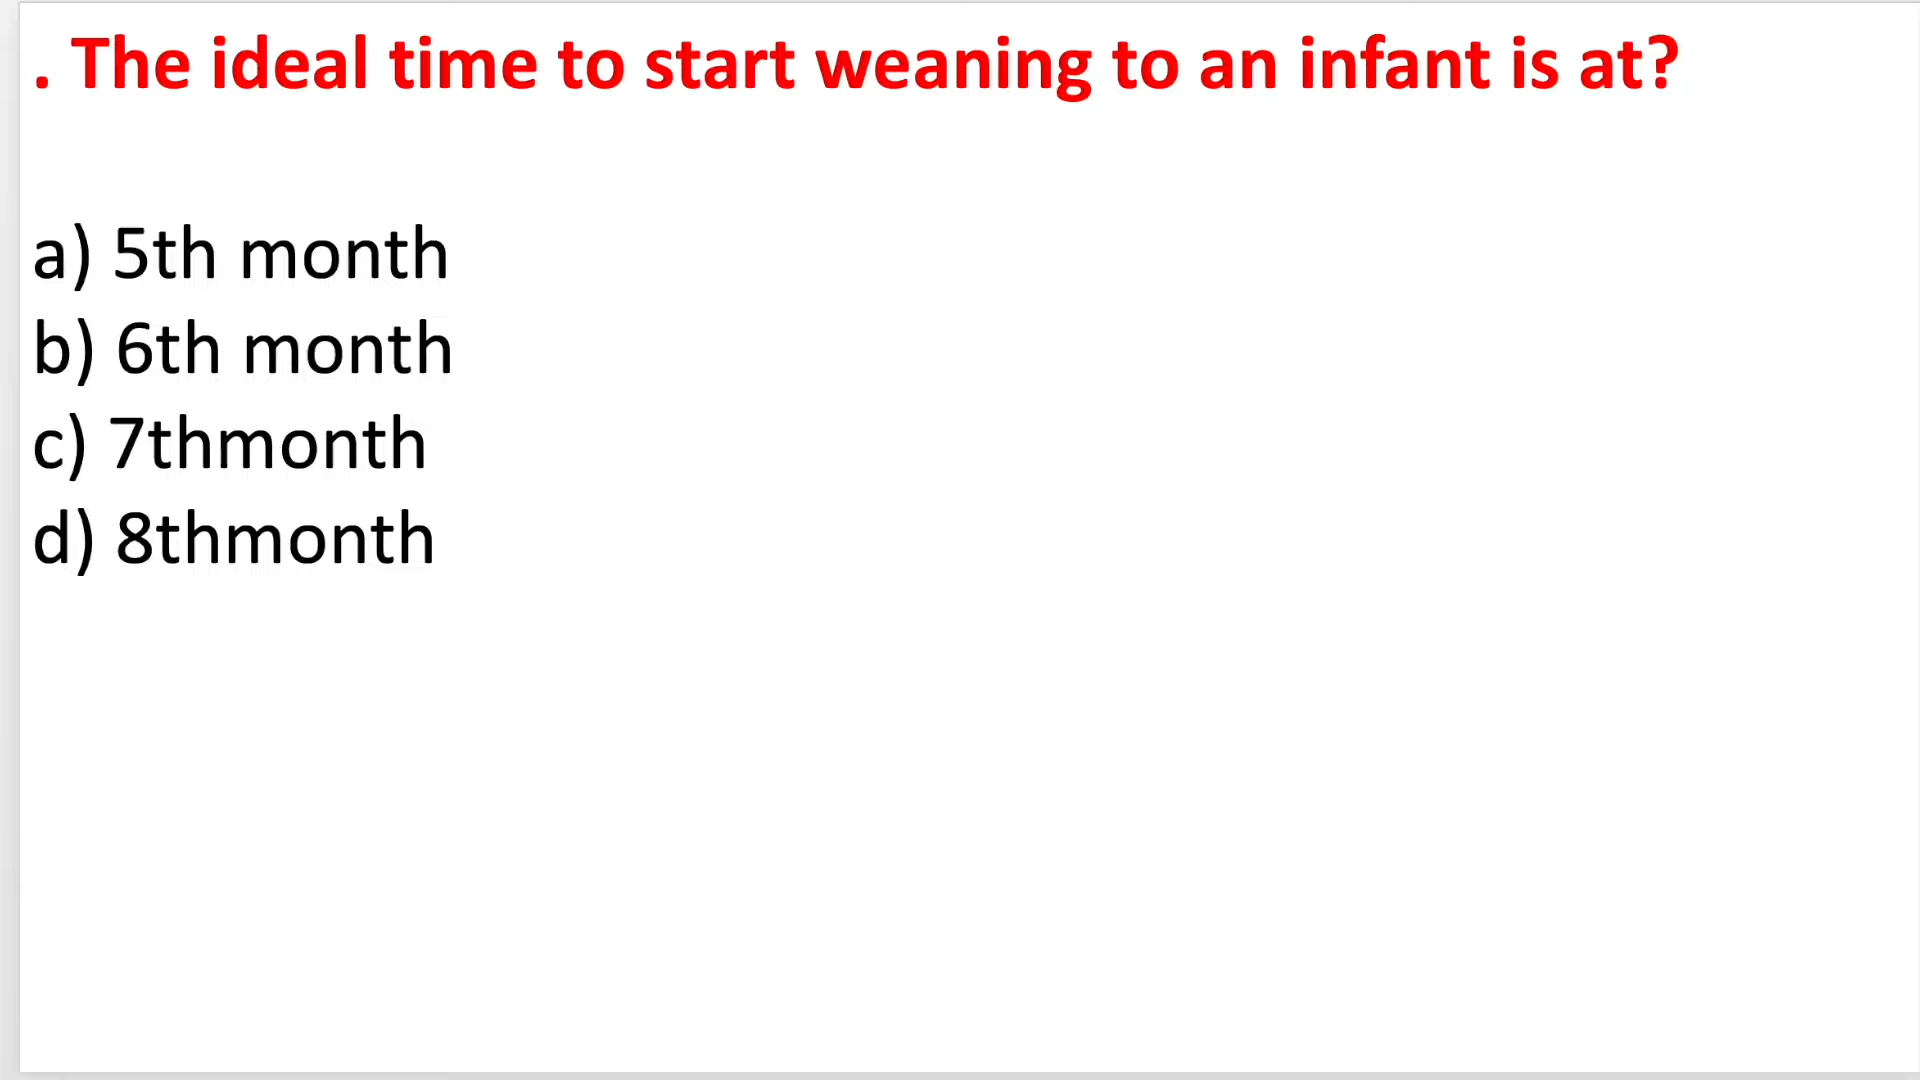 . The ideal time to start weaning to an infant is at?
a) 5th month
b) 6th month
c) 7thmonth
d) 8thmonth